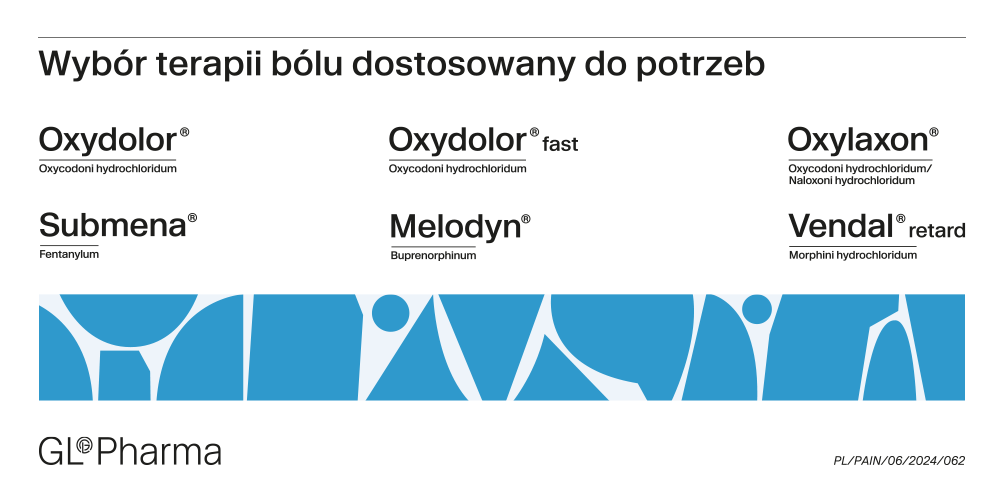 Wybór terapii bólu dostosowany do potrzeb
Oxydolor®
Oxycodoni hydrochloridum
Oxydolor® fast
Oxycodoni hydrochloridum
Oxylaxon®
Oxycodoni hydrochloridum/
Naloxoni hydrochloridum
Submena®
Fentanylum
Melodyn®
Buprenorphinum
Vendal® retard
Morphini hydrochloridum
GL Pharma
PL/PAIN/06/2024/062